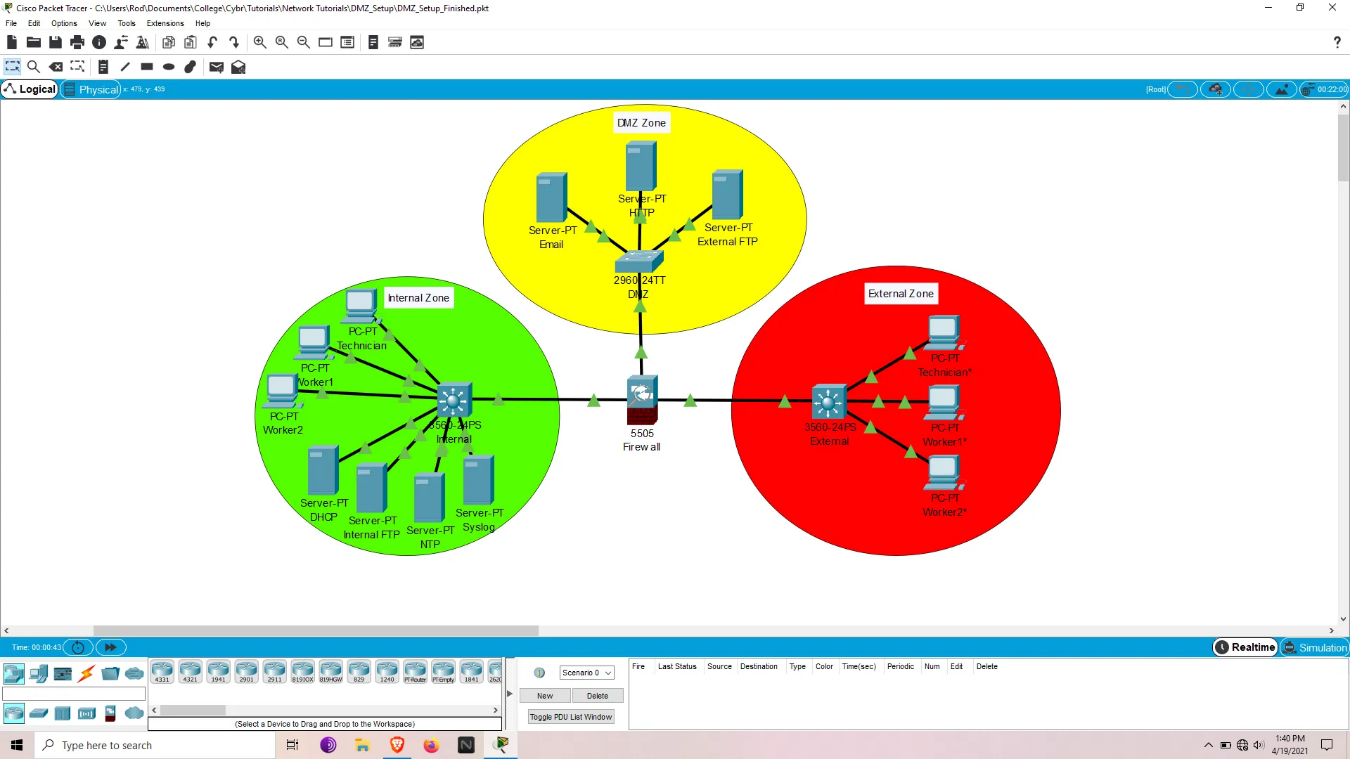 Cisco Packet Tracer - C:\Users\Rod\Documents\College\Cybr\Tutorials\Network Tutorials\DMZ_Setup\DMZ_Setup_Finished.pkt
File Edit Options View Tools Extensions Help
?
Logical Physical x: 479, y: 439 [Root] 00:22:00
DMZ Zone
Server-PT
HTTP
Server-PT
Email
Server-PT
External FTP
2960-24TT
DMZ
Internal Zone
PC-PT
Technician
PC-PT
Worker1
PC-PT
Worker2
3560-24PS
Internal
Server-PT
DHCP
Server-PT
Internal FTP
Server-PT
NTP
Server-PT
Syslog
5505
Firewall
External Zone
3560-24PS
External
PC-PT
Technician*
PC-PT
Worker1*
PC-PT
Worker2*
Time: 00:00:43 Realtime Simulation
4331 4321 1941 2901 2911 819IOX 819HGW 829 1240 PT-Router PT-Empty 1841
(Select a Device to Drag and Drop to the Workspace)
Scenario 0
New Delete
Toggle PDU List Window
Fire Last Status Source Destination Type Color Time(sec) Periodic Num Edit Delete
Type here to search
N
1:40 PM
4/19/2021